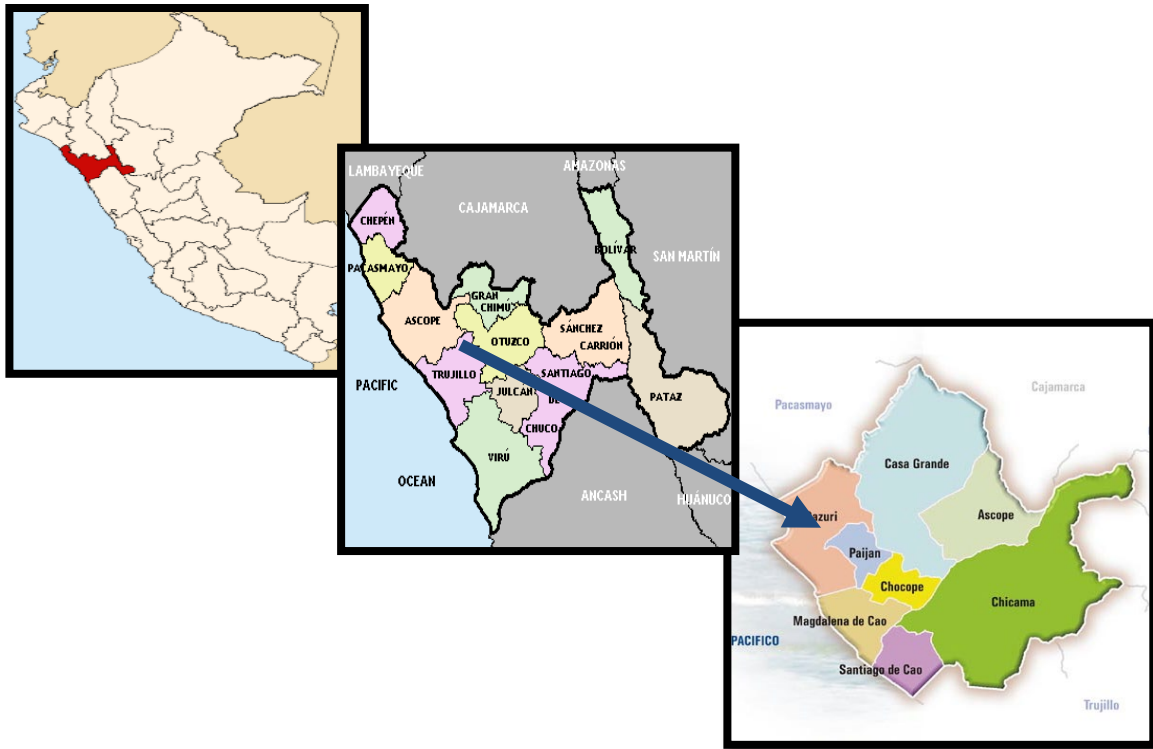 LAMBAYEQUE
AMAZONAS
CAJAMARCA
CHEPÉN
BOLÍVAR
SAN MARTÍN
PACASMAYO
GRAN
CHIMÚ
ASCOPE
SÁNCHEZ
CARRIÓN
OTUZCO
TRUJILLO
SANTIAGO
DE
CHUCO
PACIFIC
OCEAN
JULCAN
PATAZ
VIRÚ
ANCASH
HUÁNUCO
Cajamarca
Pacasmayo
Casa Grande
Ascope
Paijan
Chocope
Chicama
Magdalena de Cao
PACIFICO
Santiago de Cao
Trujillo